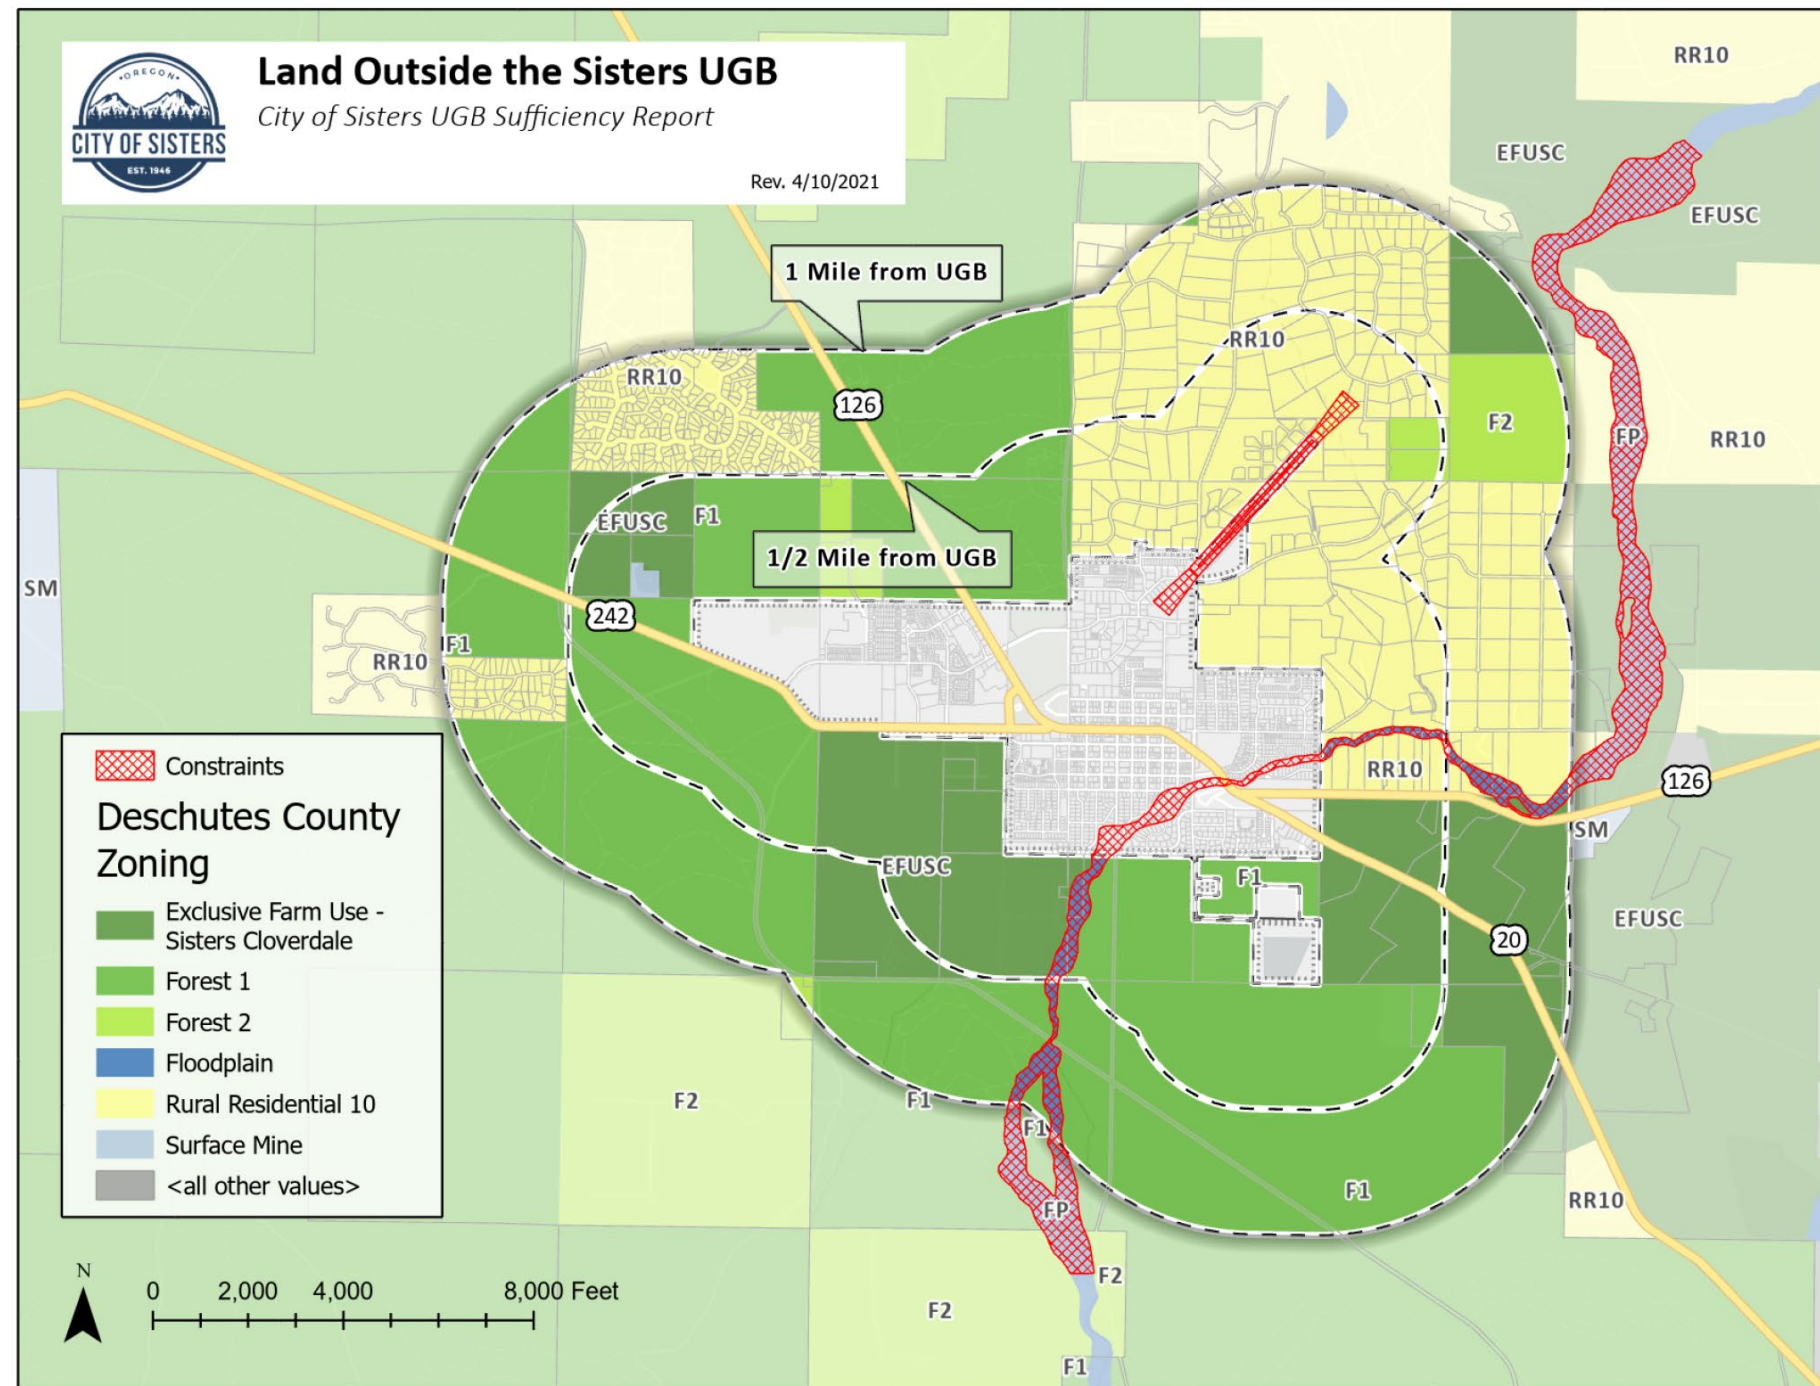 Land Outside the Sisters UGB
City of Sisters UGB Sufficiency Report
Rev. 4/10/2021
OREGON
CITY OF SISTERS
EST. 1946
RR10
EFUSC
EFUSC
1 Mile from UGB
RR10
RR10
126
F2
FP
RR10
EFUSC
F1
1/2 Mile from UGB
SM
242
F1
RR10
RR10
126
SM
EFUSC
F1
EFUSC
20
F2
F1
F1
F1
RR10
FP
F2
F2
F1
Constraints
Deschutes County
Zoning
Exclusive Farm Use -
Sisters Cloverdale
Forest 1
Forest 2
Floodplain
Rural Residential 10
Surface Mine
<all other values>
N
0 2,000 4,000 8,000 Feet